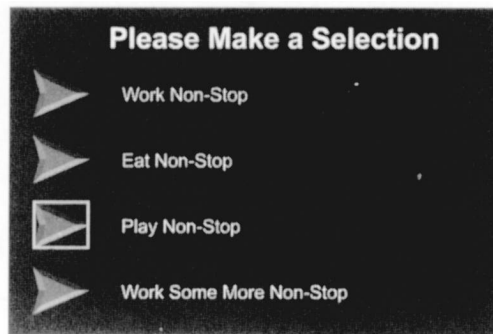 Please Make a Selection
Work Non-Stop
Eat Non-Stop
Play Non-Stop
Work Some More Non-Stop